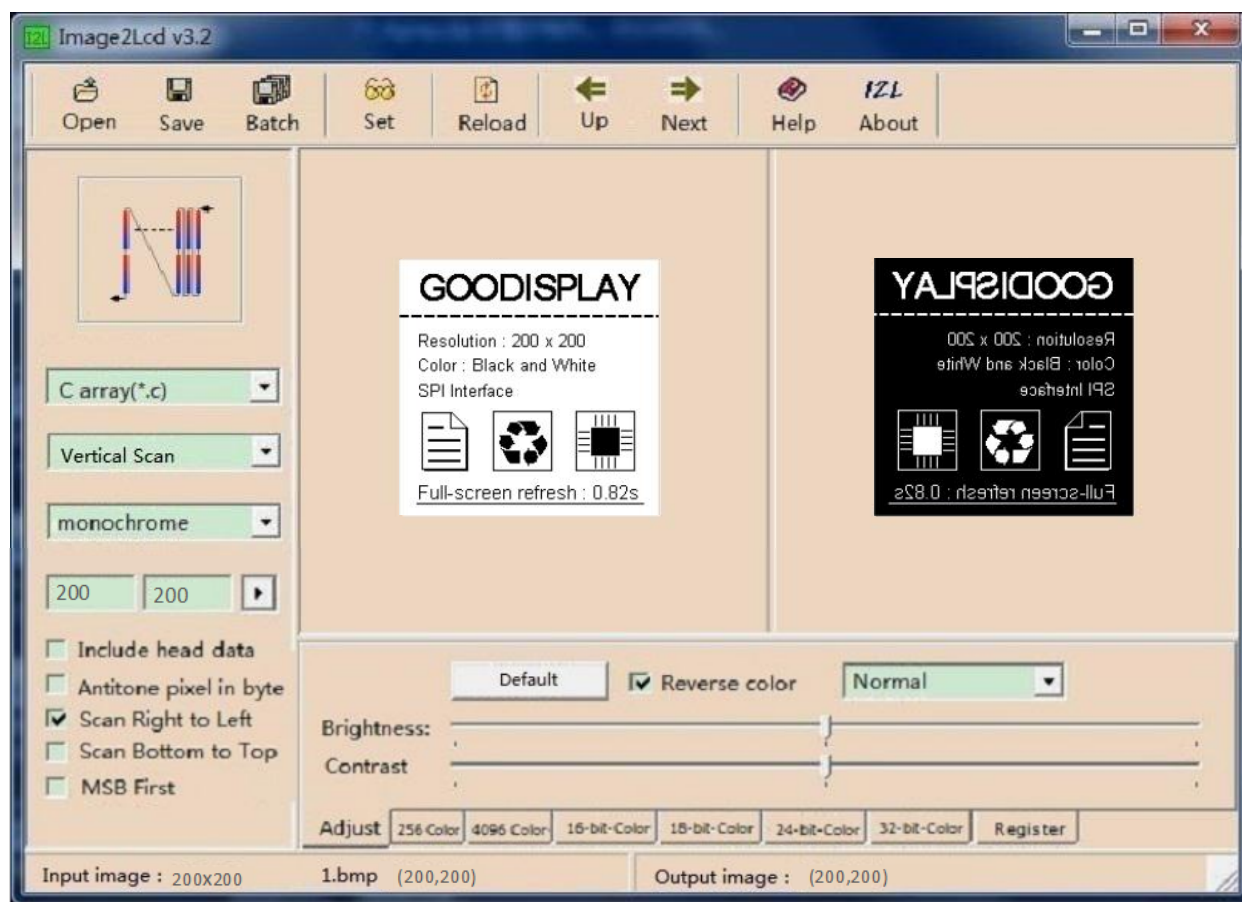 I2L Image2Lcd v3.2
Open Save Batch Set Reload Up Next Help About
I2L
GOODISPLAY
Resolution : 200 x 200
Color : Black and White
SPI Interface
Full-screen refresh : 0.82s
GOODISPLAY
Resolution : 200 x 200
Color : Black and White
SPI Interface
Full-screen refresh : 0.82s
C array(*.c)
Vertical Scan
monochrome
200 200
Include head data
Antitone pixel in byte
Scan Right to Left
Scan Bottom to Top
MSB First
Default Reverse color Normal
Brightness:
Contrast
Adjust 256 Color 4096 Color 16-bit-Color 18-bit-Color 24-bit-Color 32-bit-Color Register
Input image : 200X200 1.bmp (200,200) Output image : (200,200)